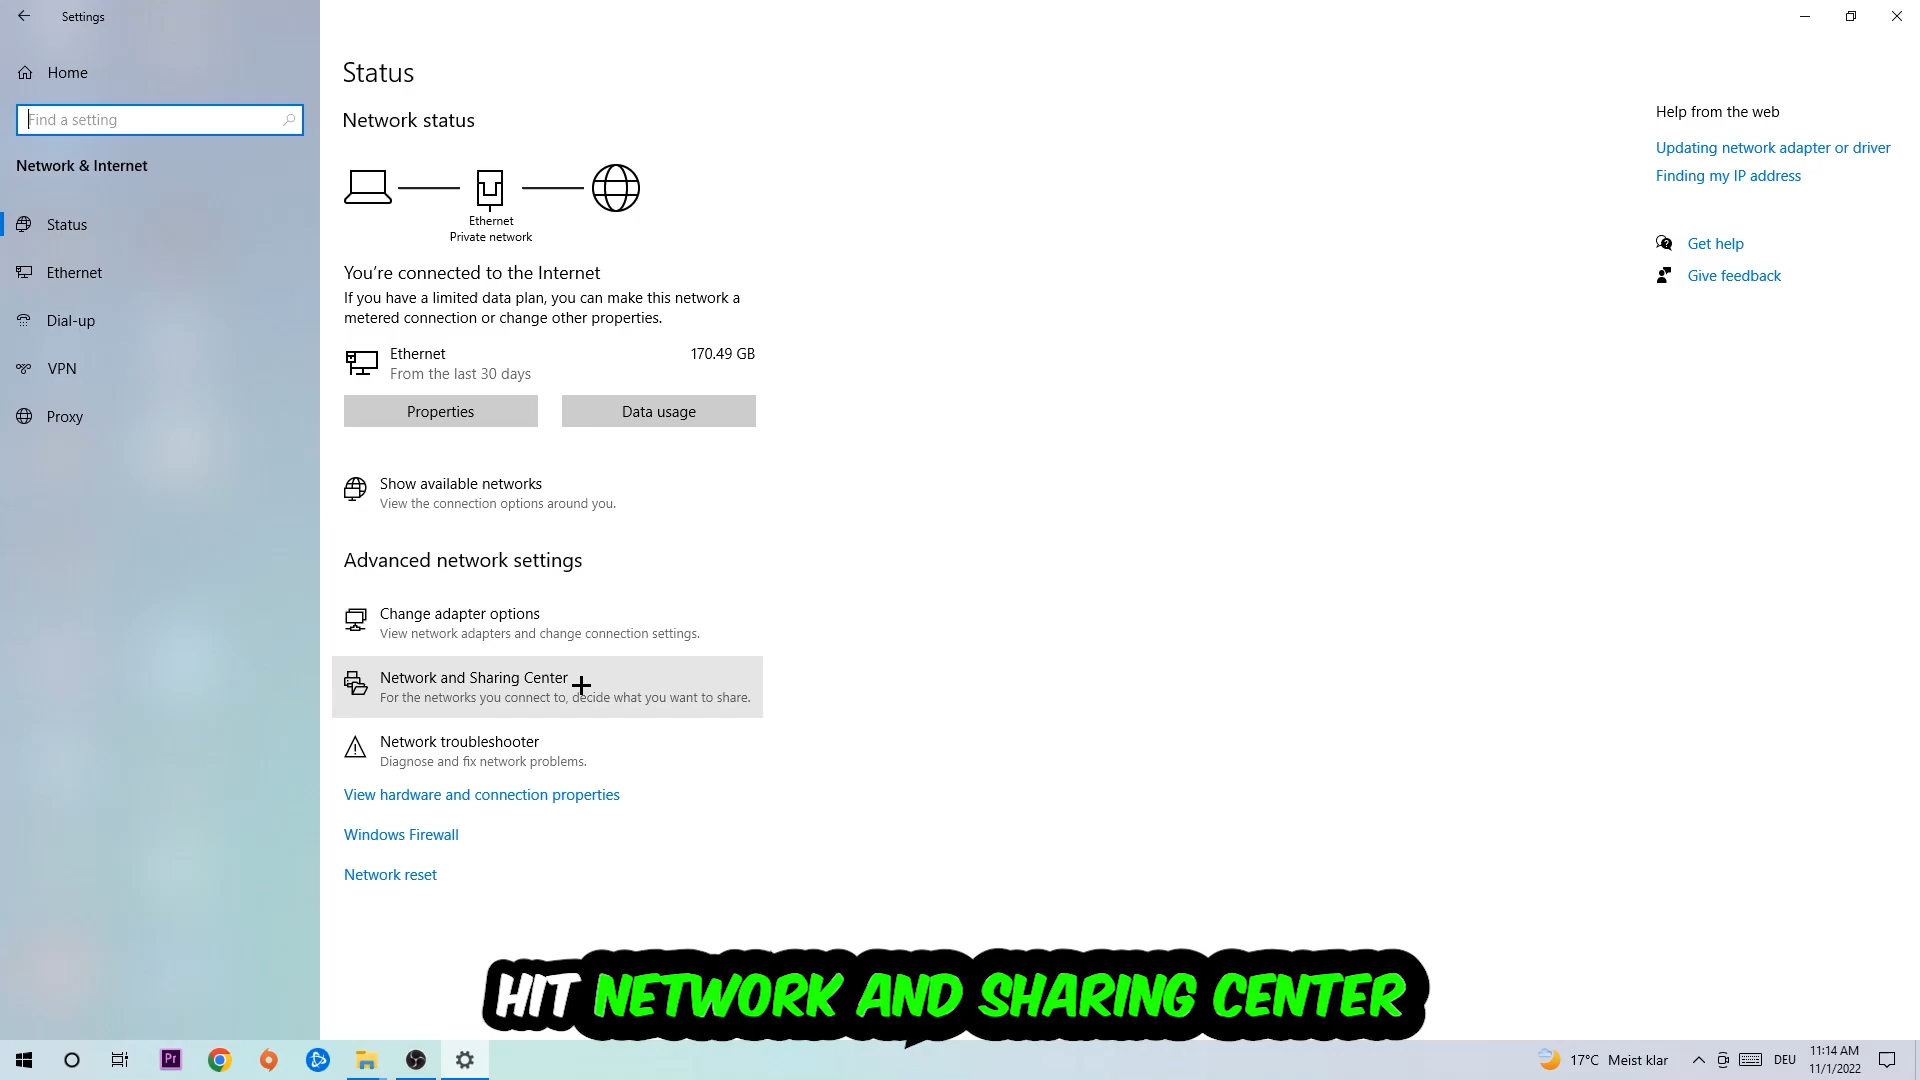 Settings
Home
Find a setting
Network & Internet
Status
Ethernet
Dial-up
VPN
Proxy
Status
Network status
Ethernet
Private network
You're connected to the Internet
If you have a limited data plan, you can make this network a
metered connection or change other properties.
Ethernet 170.49 GB
From the last 30 days
Properties Data usage
Show available networks
View the connection options around you.
Advanced network settings
Change adapter options
View network adapters and change connection settings.
Network and Sharing Center
For the networks you connect to, decide what you want to share.
Network troubleshooter
Diagnose and fix network problems.
View hardware and connection properties
Windows Firewall
Network reset
Help from the web
Updating network adapter or driver
Finding my IP address
Get help
Give feedback
HIT NETWORK AND SHARING CENTER
Pr
17°C Meist klar
DEU
11:14 AM
11/1/2022